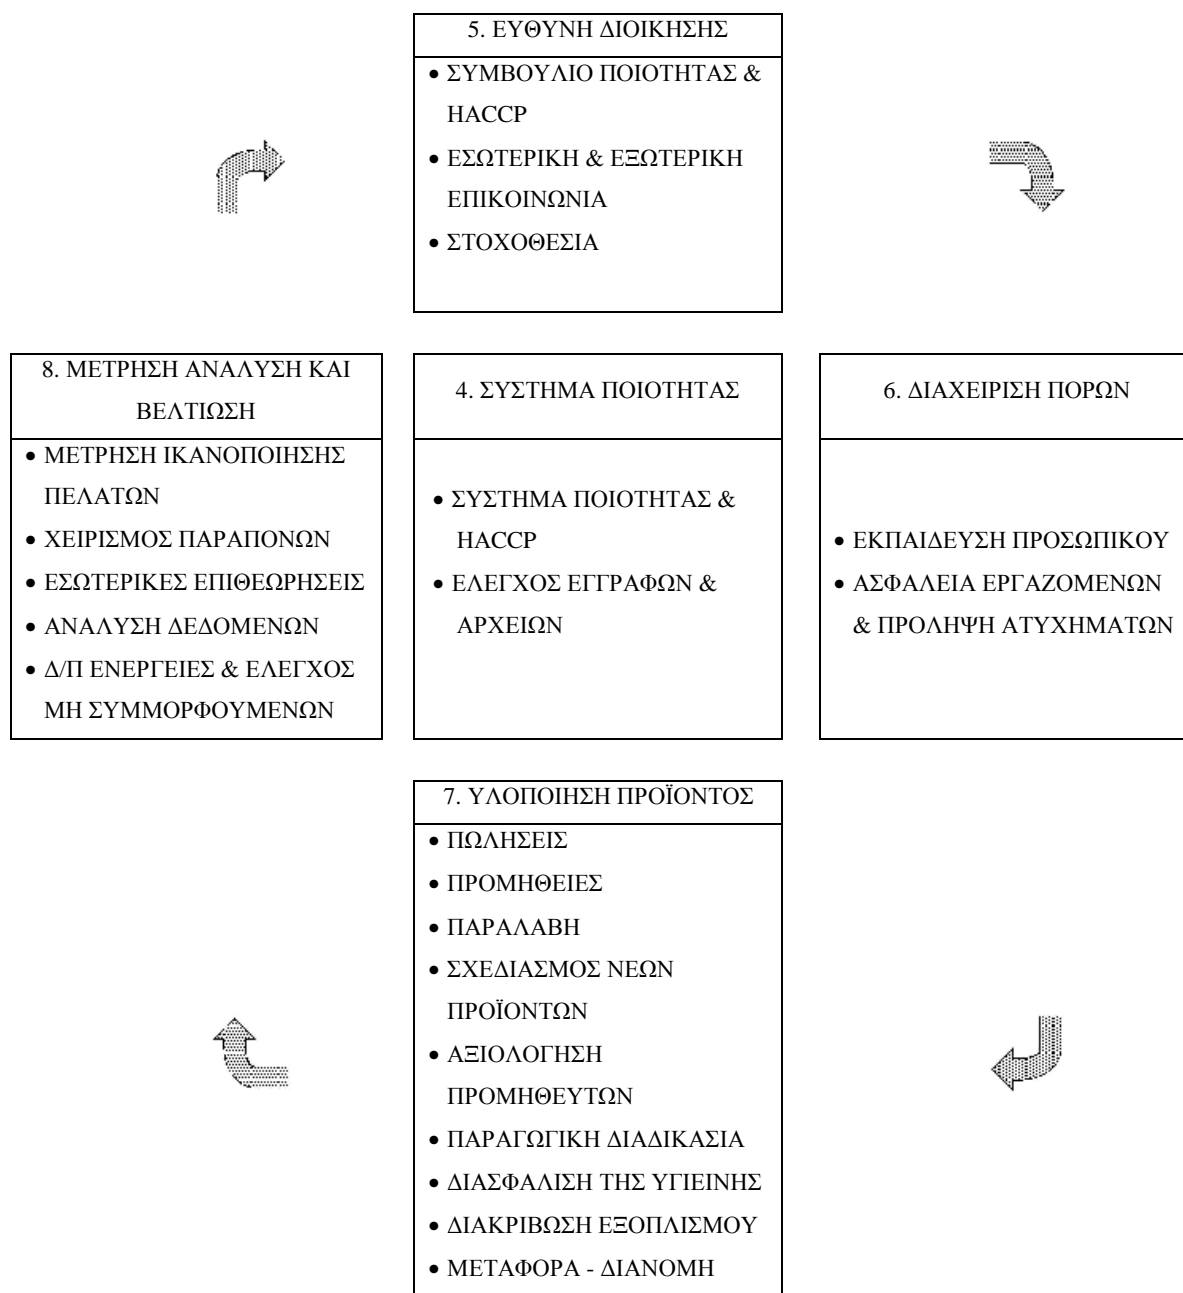 5. ΕΥΘΥΝΗ ΔΙΟΙΚΗΣΗΣ
• ΣΥΜΒΟΥΛΙΟ ΠΟΙΟΤΗΤΑΣ &
HACCP
• ΕΣΩΤΕΡΙΚΗ & ΕΞΩΤΕΡΙΚΗ
ΕΠΙΚΟΙΝΩΝΙΑ
• ΣΤΟΧΟΘΕΣΙΑ
8. ΜΕΤΡΗΣΗ ΑΝΑΛΥΣΗ ΚΑΙ
ΒΕΛΤΙΩΣΗ
• ΜΕΤΡΗΣΗ ΙΚΑΝΟΠΟΙΗΣΗΣ
ΠΕΛΑΤΩΝ
• ΧΕΙΡΙΣΜΟΣ ΠΑΡΑΠΟΝΩΝ
• ΕΣΩΤΕΡΙΚΕΣ ΕΠΙΘΕΩΡΗΣΕΙΣ
• ΑΝΑΛΥΣΗ ΔΕΔΟΜΕΝΩΝ
• Δ/Π ΕΝΕΡΓΕΙΕΣ & ΕΛΕΓΧΟΣ
ΜΗ ΣΥΜΜΟΡΦΟΥΜΕΝΩΝ
4. ΣΥΣΤΗΜΑ ΠΟΙΟΤΗΤΑΣ
• ΣΥΣΤΗΜΑ ΠΟΙΟΤΗΤΑΣ &
HACCP
• ΕΛΕΓΧΟΣ ΕΓΓΡΑΦΩΝ &
ΑΡΧΕΙΩΝ
6. ΔΙΑΧΕΙΡΙΣΗ ΠΟΡΩΝ
• ΕΚΠΑΙΔΕΥΣΗ ΠΡΟΣΩΠΙΚΟΥ
• ΑΣΦΑΛΕΙΑ ΕΡΓΑΖΟΜΕΝΩΝ
& ΠΡΟΛΗΨΗ ΑΤΥΧΗΜΑΤΩΝ
7. ΥΛΟΠΟΙΗΣΗ ΠΡΟΪΟΝΤΟΣ
• ΠΩΛΗΣΕΙΣ
• ΠΡΟΜΗΘΕΙΕΣ
• ΠΑΡΑΛΑΒΗ
• ΣΧΕΔΙΑΣΜΟΣ ΝΕΩΝ
ΠΡΟΪΟΝΤΩΝ
• ΑΞΙΟΛΟΓΗΣΗ
ΠΡΟΜΗΘΕΥΤΩΝ
• ΠΑΡΑΓΩΓΙΚΗ ΔΙΑΔΙΚΑΣΙΑ
• ΔΙΑΣΦΑΛΙΣΗ ΤΗΣ ΥΓΙΕΙΝΗΣ
• ΔΙΑΚΡΙΒΩΣΗ ΕΞΟΠΛΙΣΜΟΥ
• ΜΕΤΑΦΟΡΑ - ΔΙΑΝΟΜΗ